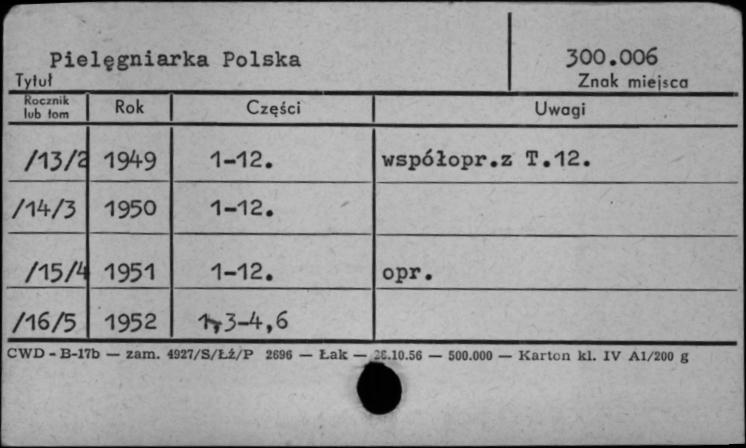 Pielęgniarka Polska 300.006
Tytuł Znak miejsca
Rocznik lub tom Rok Części Uwagi
/13/2 1949 1-12. współopr.z T.12.
/14/3 1950 1-12.
/15/4 1951 1-12. opr.
/16/5 1952 1,3-4,6
CWD - B-17b — zam. 4927/S/Łź/P 2696 — Łak — 26.10.56 — 500.000 — Karton kl. IV A1/200 g